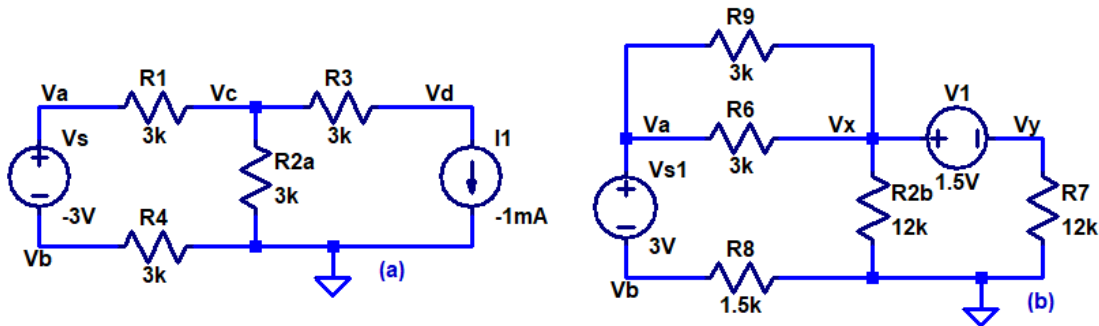 R1
3k
R3
3k
Va
Vc
Vd
Vs
-3V
R2a
3k
I1
-1mA
R4
3k
Vb
(a)
R9
3k
Va
R6
3k
Vx
V1
1.5V
Vy
Vs1
3V
R2b
12k
R7
12k
Vb
R8
1.5k
(b)